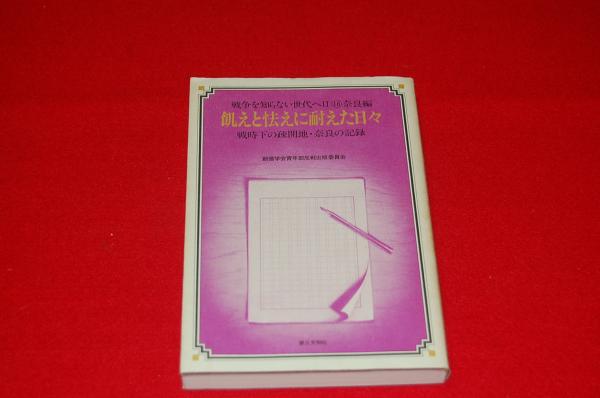 戦争を知らない世代へII⑯奈良編
飢えと怯えに耐えた日々
戦時下の疎開地・奈良の記録
創価学会青年部反戦出版委員会
第三文明社